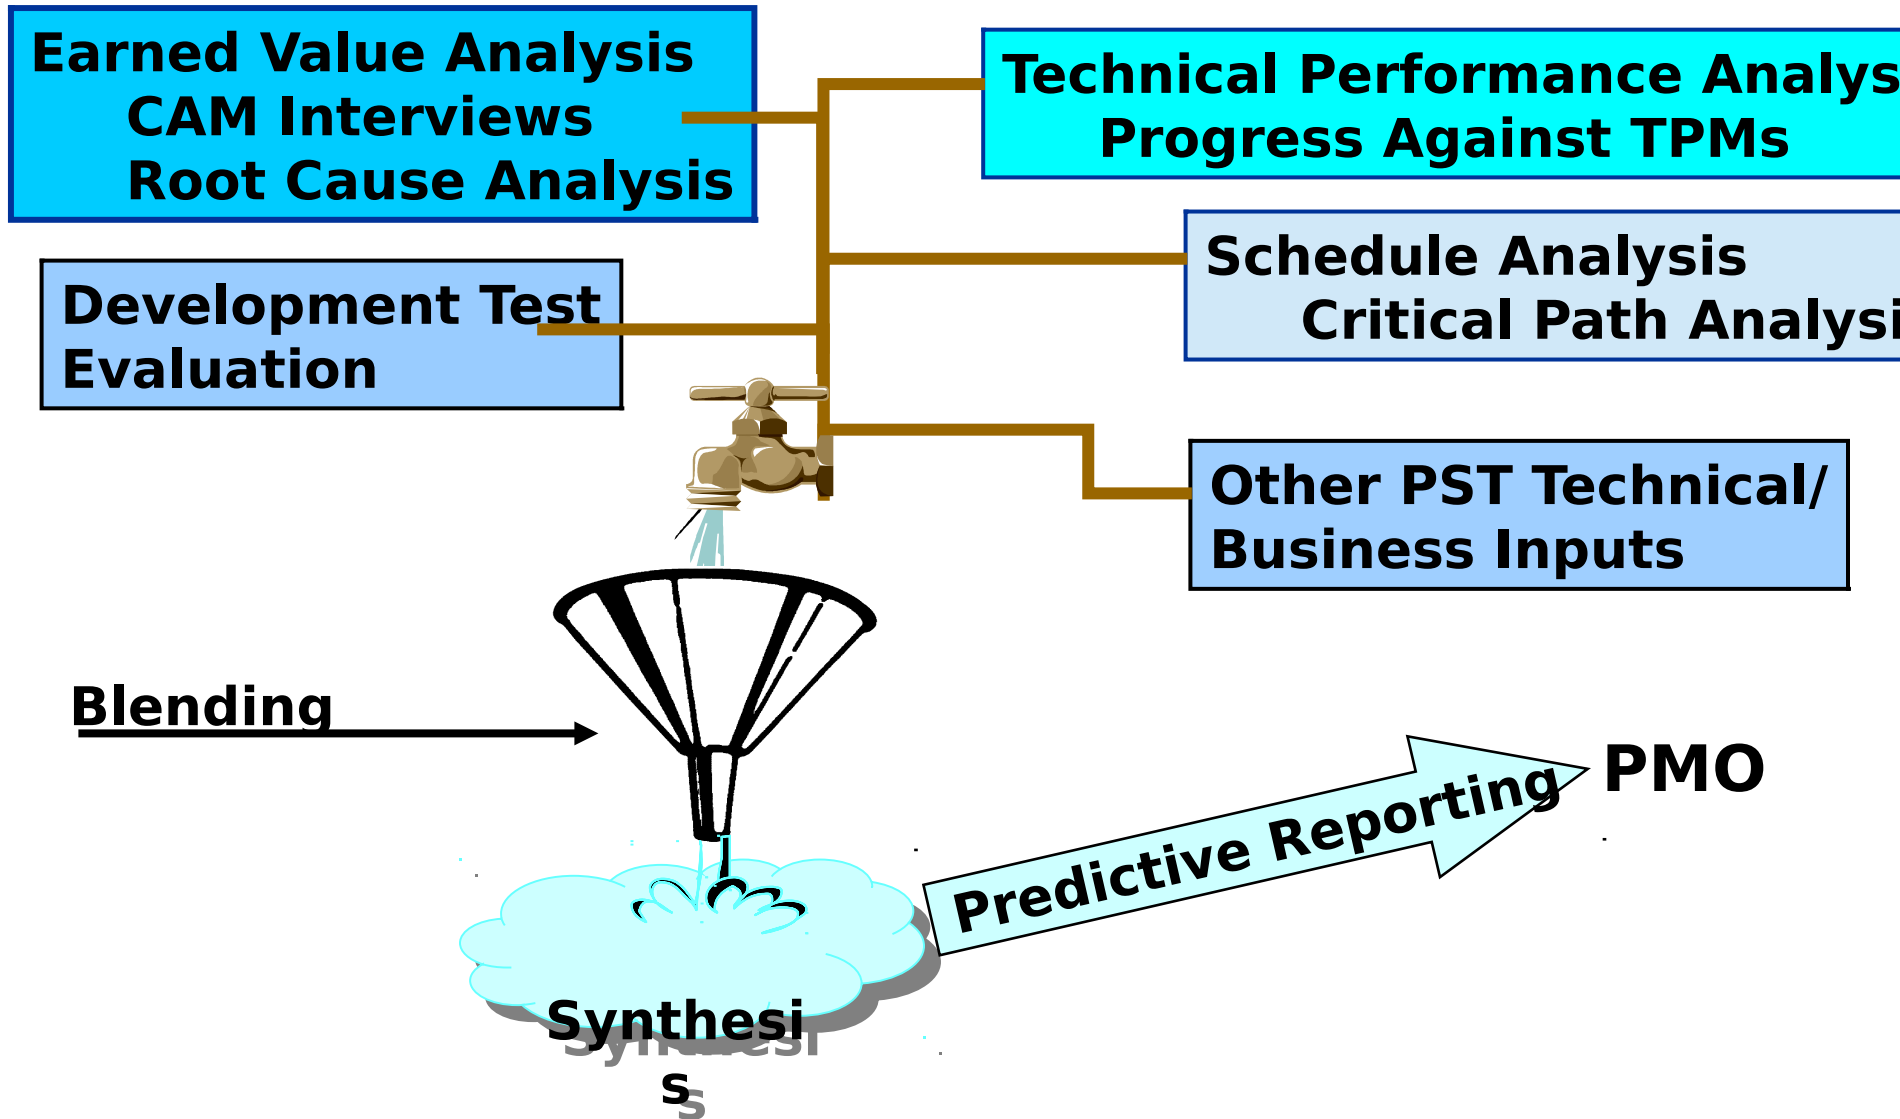 Earned Value Analysis
CAM Interviews
Root Cause Analysis
Technical Performance Analys
Progress Against TPMs
Schedule Analysis
Critical Path Analysi
Development Test
Evaluation
Other PST Technical/
Business Inputs
Blending
Predictive Reporting
PMO
Synthesi
s